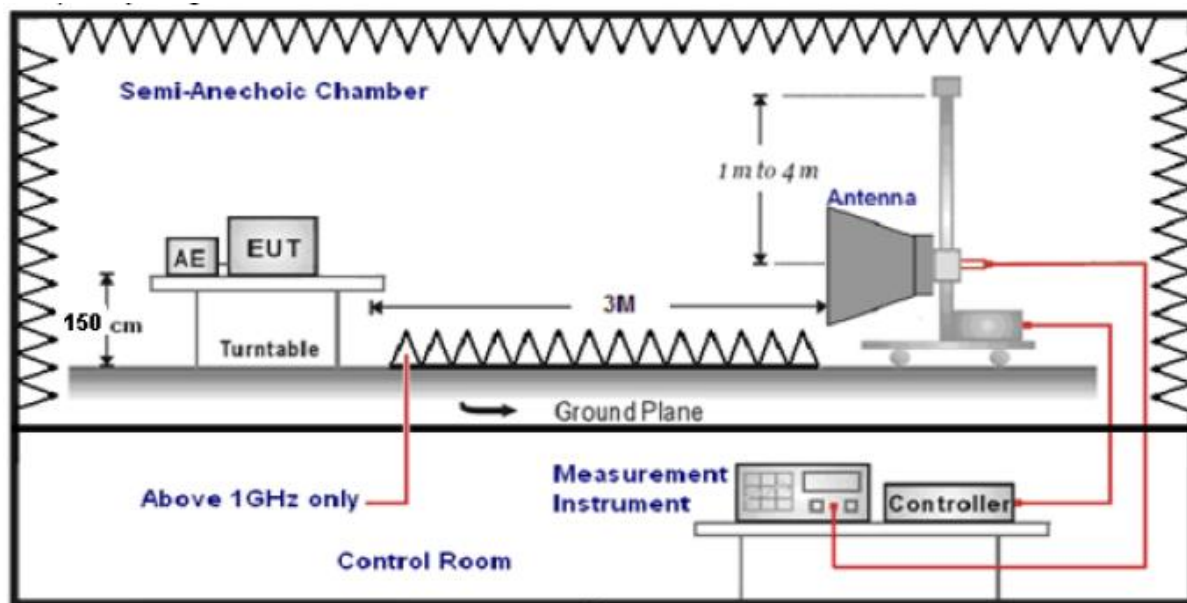 Semi-Anechoic Chamber
1 m to 4 m
Antenna
AE
EUT
150 cm
3M
Turntable
Ground Plane
Above 1GHz only
Measurement
Instrument
Controller
Control Room